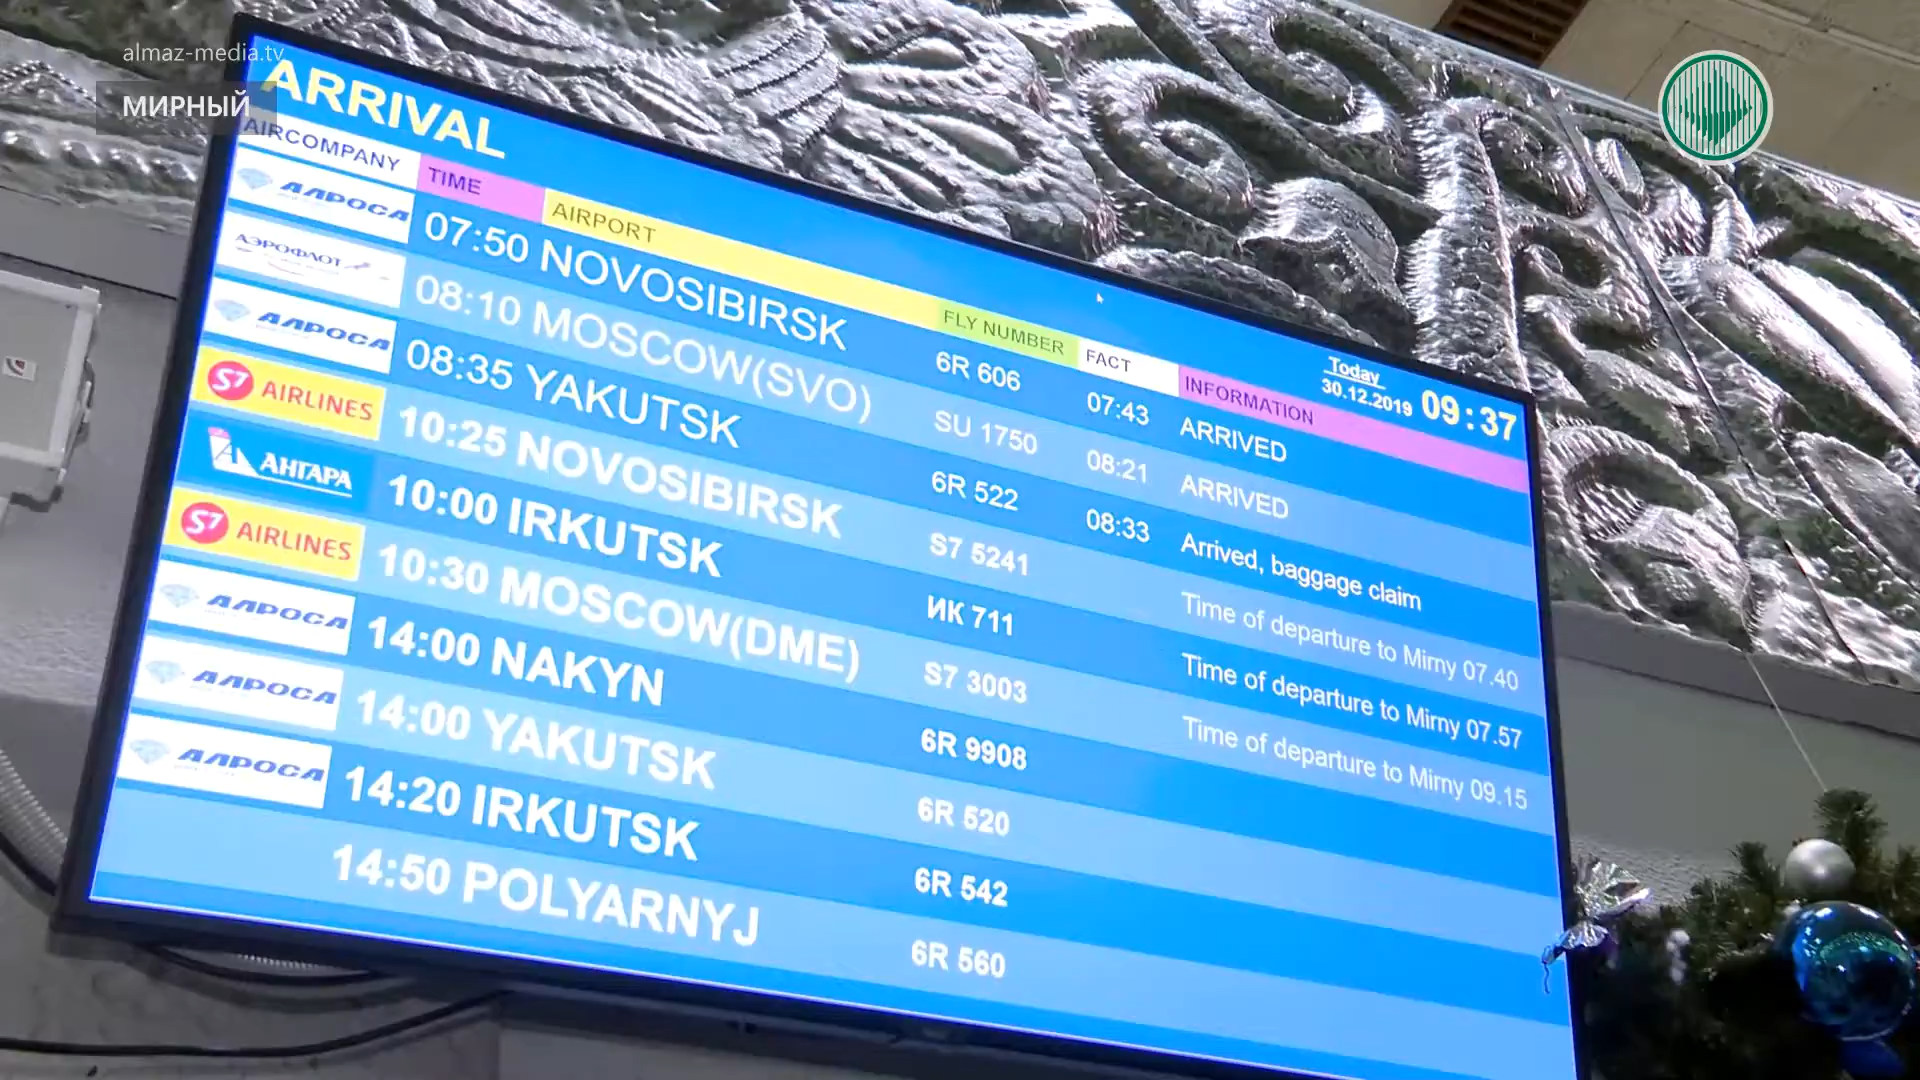 almaz-media.tv
МИРНЫЙ
ARRIVAL
Today
30.12.2019 09:37
AIRCOMPANY TIME AIRPORT FLY NUMBER FACT INFORMATION
АЛРОСА 07:50 NOVOSIBIRSK 6R 606 07:43 ARRIVED
АЭРОФЛОТ 08:10 MOSCOW(SVO) SU 1750 08:21 ARRIVED
АЛРОСА 08:35 YAKUTSK 6R 522 08:33 Arrived, baggage claim
S7 AIRLINES 10:25 NOVOSIBIRSK S7 5241 Time of departure to Mirny 07.40
АНГАРА 10:00 IRKUTSK ИК 711 Time of departure to Mirny 07.57
S7 AIRLINES 10:30 MOSCOW(DME) S7 3003 Time of departure to Mirny 09.15
АЛРОСА 14:00 NAKYN 6R 9908
АЛРОСА 14:00 YAKUTSK 6R 520
АЛРОСА 14:20 IRKUTSK 6R 542
14:50 POLYARNYJ 6R 560